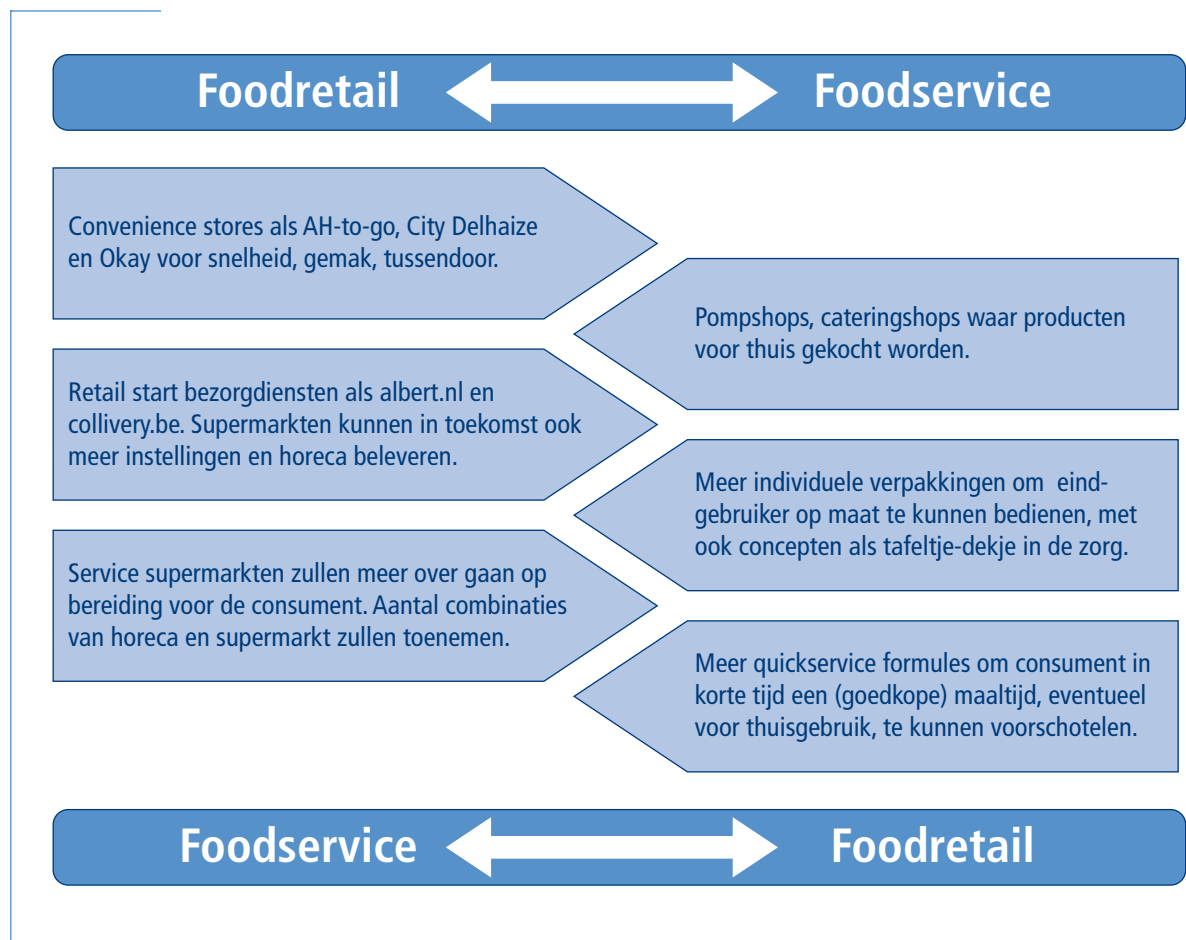 Foodretail
Foodservice
Convenience stores als AH-to-go, City Delhaize
en Okay voor snelheid, gemak, tussendoor.
Pompshops, cateringshops waar producten
voor thuis gekocht worden.
Retail start bezorgdiensten als albert.nl en
collivery.be. Supermarkten kunnen in toekomst ook
meer instellingen en horeca beleveren.
Meer individuele verpakkingen om eind-
gebruiker op maat te kunnen bedienen, met
ook concepten als tafeltje-dekje in de zorg.
Service supermarkten zullen meer over gaan op
bereiding voor de consument. Aantal combinaties
van horeca en supermarkt zullen toenemen.
Meer quickservice formules om consument in
korte tijd een (goedkope) maaltijd, eventueel
voor thuisgebruik, te kunnen voorschotelen.
Foodservice
Foodretail